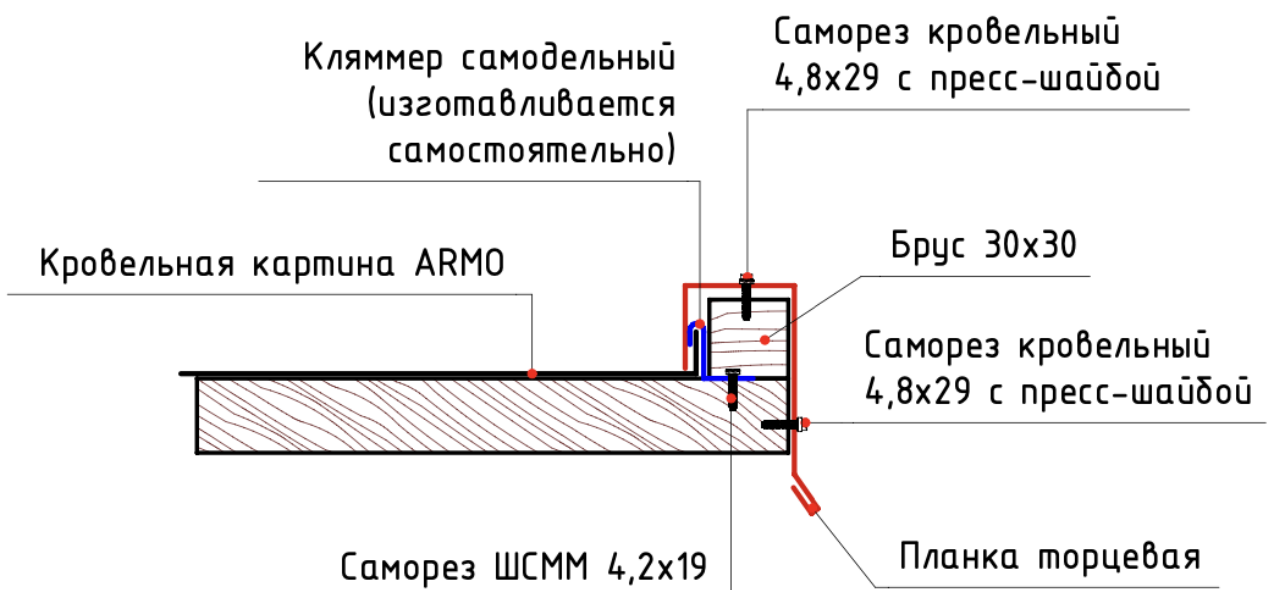 Саморез кровельный
4,8х29 с пресс-шайбой
Кляммер самодельный
(изготавливается
самостоятельно)
Кровельная картина ARMO
Брус 30х30
Саморез кровельный
4,8х29 с пресс-шайбой
Саморез ШСММ 4,2х19
Планка торцевая